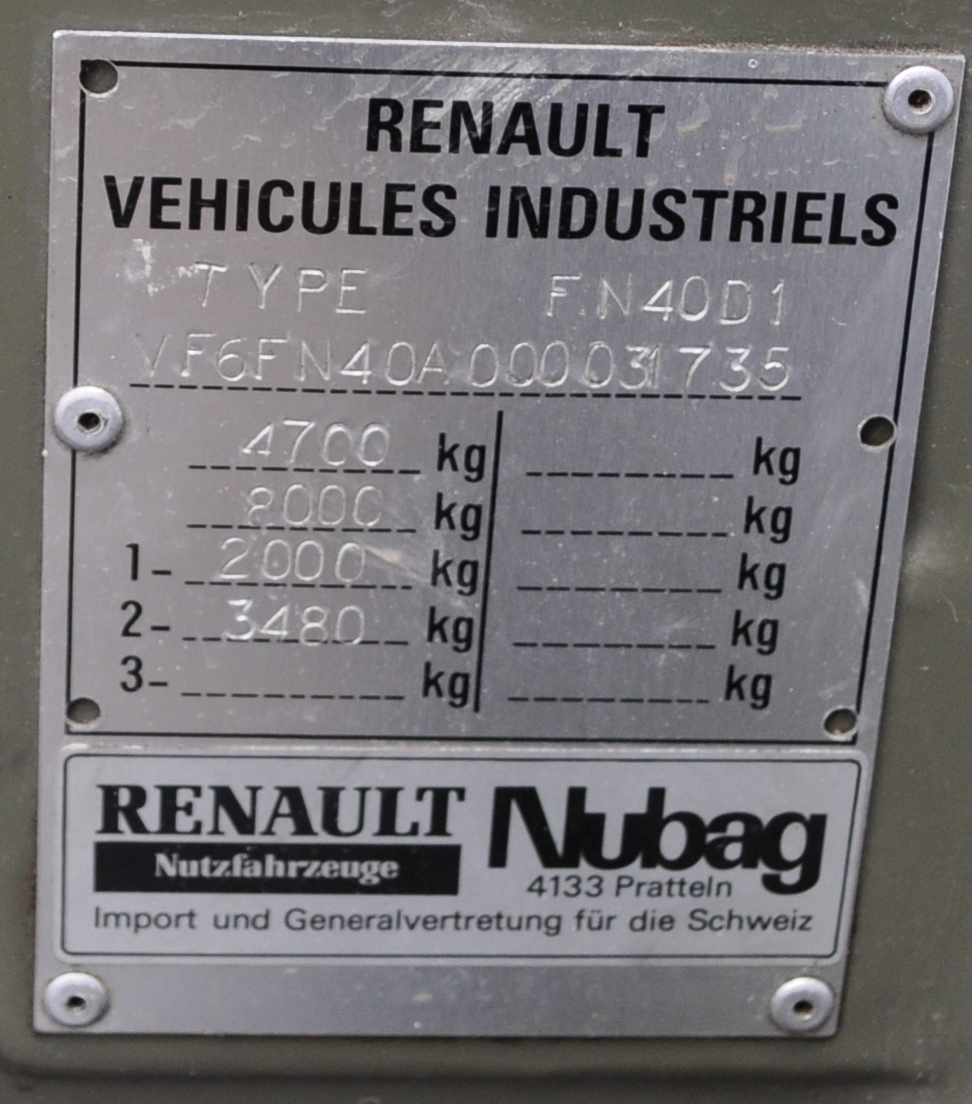 RENAULT
VEHICULES INDUSTRIELS
TYPE FN40D1
VF6FN40A000031735
4700 kg kg
8000 kg kg
1- 2000 kg kg
2- 3480 kg kg
3- kg kg
RENAULT Nubag
Nutzfahrzeuge
4133 Pratteln
Import und Generalvertretung für die Schweiz